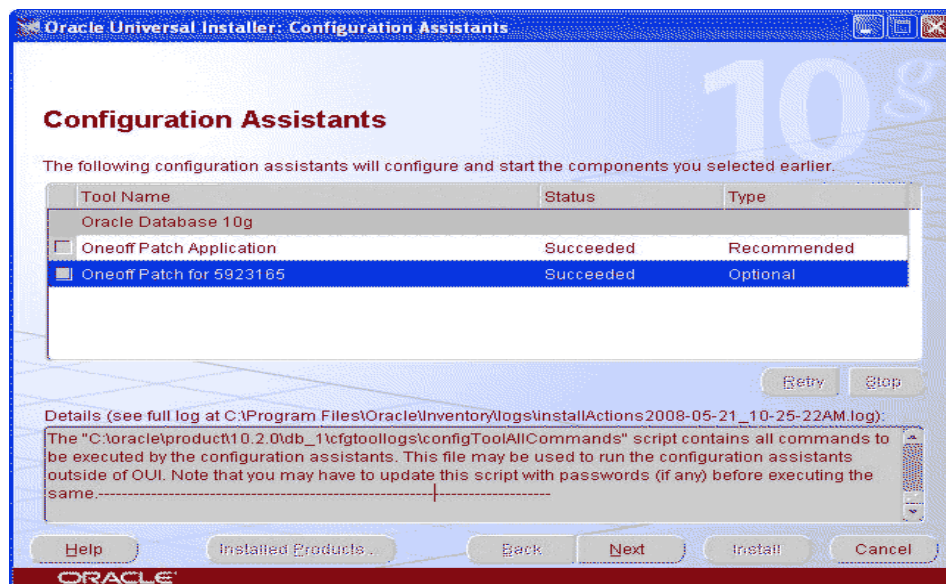 Oracle Universal Installer: Configuration Assistants
10g
Configuration Assistants
The following configuration assistants will configure and start the components you selected earlier.
Tool Name Status Type
Oracle Database 10g
Oneoff Patch Application Succeeded Recommended
Oneoff Patch for 5923165 Succeeded Optional
Retry Stop
Details (see full log at C:\Program Files\Oracle\Inventory\logs\installActions2008-05-21_10-25-22AM.log):
The "C:\oracle\product\10.2.0\db_1\cfgtoollogs\configToolAllCommands" script contains all commands to
be executed by the configuration assistants. This file may be used to run the configuration assistants
outside of OUI. Note that you may have to update this script with passwords (if any) before executing the
same.-----------------------------------------------------------------------------
Help Installed Products... Back Next Install Cancel
ORACLE